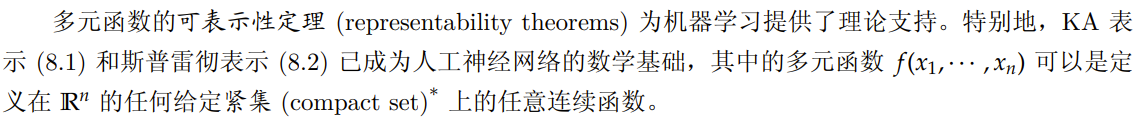 多元函数的可表示性定理 (representability theorems) 为机器学习提供了理论支持。特别地，KA 表
示 (8.1) 和斯普雷彻表示 (8.2) 已成为人工神经网络的数学基础，其中的多元函数 f(x₁,⋯ ,xₙ) 可以是定
义在 ℝⁿ 的任何给定紧集 (compact set)* 上的任意连续函数。